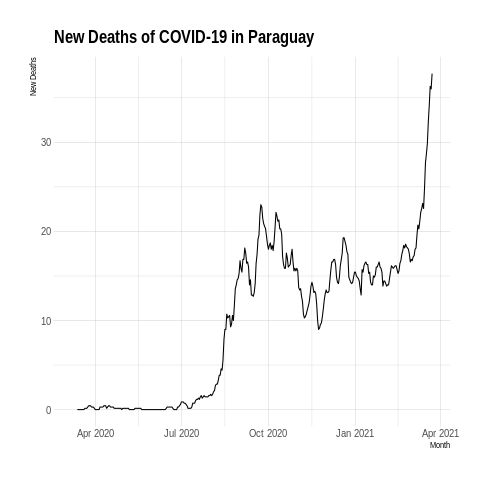 New Deaths of COVID-19 in Paraguay
New Deaths
30
20
10
0
Apr 2020 Jul 2020 Oct 2020 Jan 2021 Apr 2021
Month